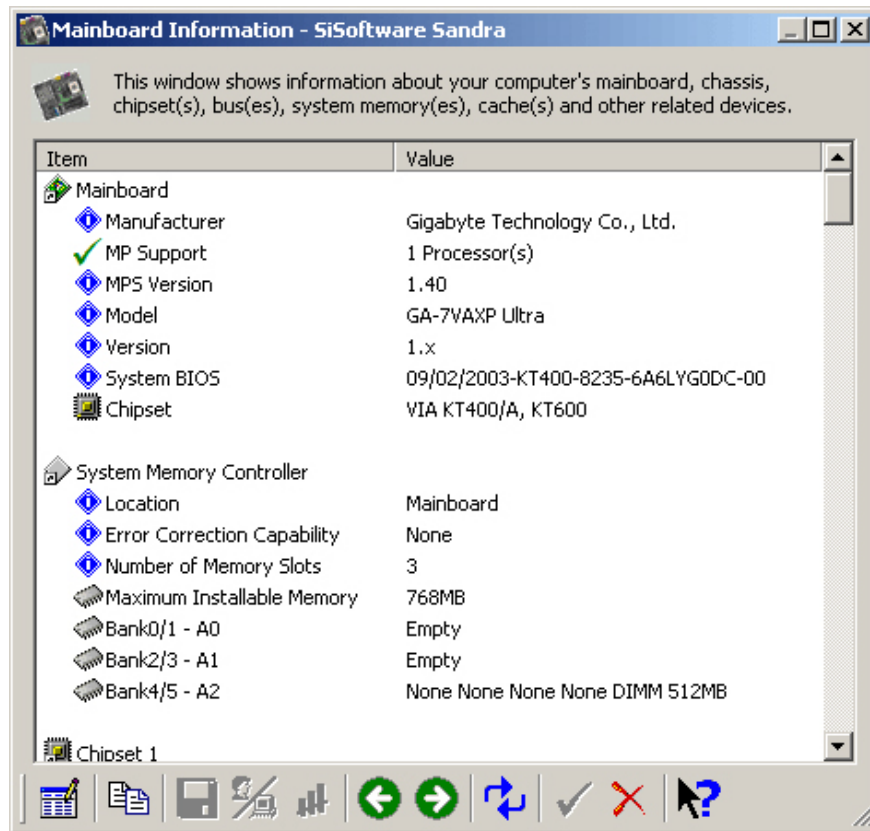 Mainboard Information - SiSoftware Sandra
This window shows information about your computer's mainboard, chassis,
chipset(s), bus(es), system memory(es), cache(s) and other related devices.
Item Value
Mainboard
Manufacturer Gigabyte Technology Co., Ltd.
MP Support 1 Processor(s)
MPS Version 1.40
Model GA-7VAXP Ultra
Version 1.x
System BIOS 09/02/2003-KT400-8235-6A6LYG0DC-00
Chipset VIA KT400/A, KT600
System Memory Controller
Location Mainboard
Error Correction Capability None
Number of Memory Slots 3
Maximum Installable Memory 768MB
Bank0/1 - A0 Empty
Bank2/3 - A1 Empty
Bank4/5 - A2 None None None None DIMM 512MB
Chipset 1